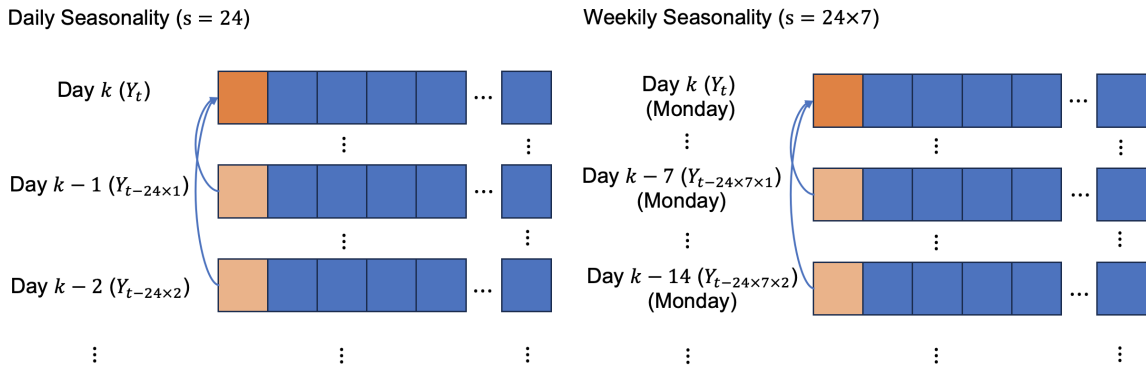 Daily Seasonality (s = 24)
Day k (Y_t)
...
Day k − 1 (Y_{t−24×1})
...
Day k − 2 (Y_{t−24×2})
...
Weekily Seasonality (s = 24×7)
Day k (Y_t)
(Monday)
...
Day k − 7 (Y_{t−24×7×1})
(Monday)
...
Day k − 14 (Y_{t−24×7×2})
(Monday)
...